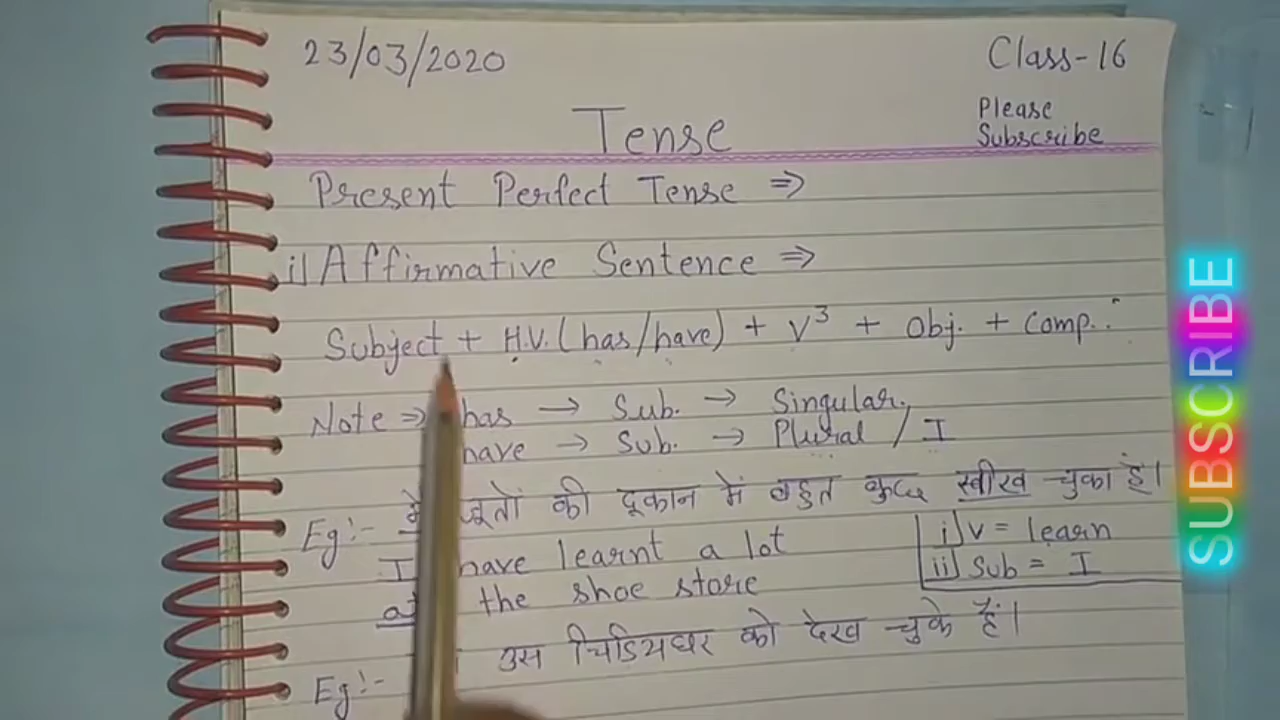 23/03/2020
Class-16
Tense
Please
Subscribe
Present Perfect Tense ⇒
i) Affirmative Sentence ⇒
Subject + H.V. (has/have) + V³ + Obj. + Comp..
Note ⇒ has → Sub. → Singular.
have → Sub. → Plural / I
Eg:- जूतों की दूकान में बहुत कुछ सीख चुका हूं।
I have learnt a lot
at the shoe store
i) V = learn
ii) Sub = I
Eg:- उस चिडियघर को देख चुके हैं।
SUBSCRIBE